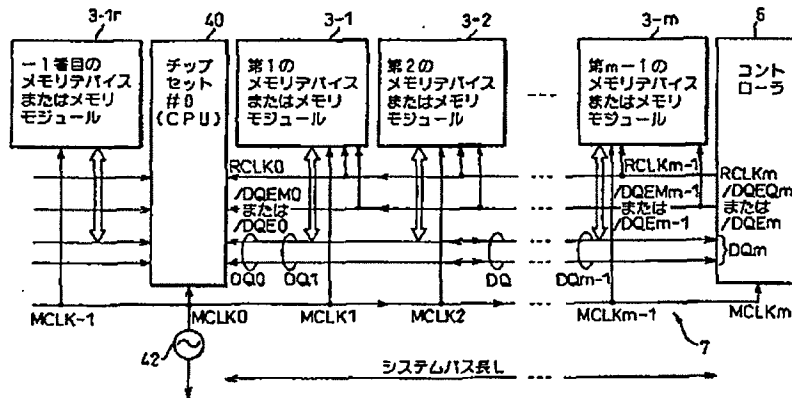 3-1r
40
3-1
3-2
3-m
6
－1番目の
メモリデバイス
またはメモリ
モジュール
チップ
セット
#0
(CPU)
第1の
メモリデバイス
またはメモリ
モジュール
第2の
メモリデバイス
またはメモリ
モジュール
第m-1の
メモリデバイス
またはメモリ
モジュール
コント
ローラ
RCLK0
RCLKm-1
RCLKm
/DQEM0
または
/DQE0
/DQEMm-1
または
/DQEm-1
/DQEQm
または
/DQEm
DQm
DQ0
DQ1
DQ
DQm-1
MCLK-1
MCLK0
MCLK1
MCLK2
MCLKm-1
MCLKm
42
7
システムバス長L